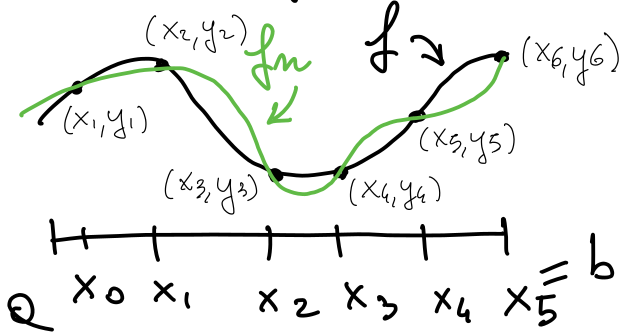 (x₂,y₂)
f
fn
(x₆,y₆)
(x₁,y₁)
(x₅,y₅)
(x₃,y₃)
(x₄,y₄)
a x₀ x₁ x₂ x₃ x₄ x₅ = b